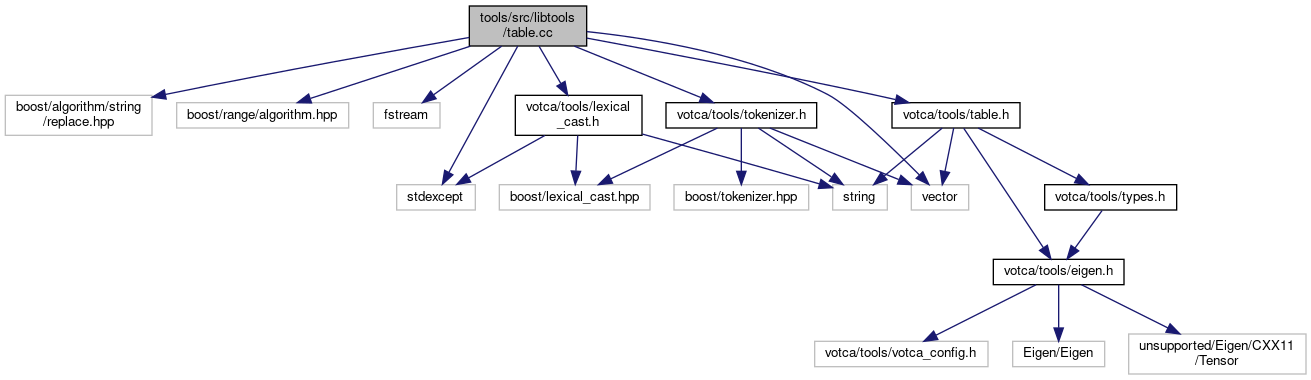 tools/src/libtools
/table.cc
boost/algorithm/string
/replace.hpp
boost/range/algorithm.hpp
fstream
votca/tools/lexical
_cast.h
votca/tools/tokenizer.h
votca/tools/table.h
stdexcept
boost/lexical_cast.hpp
boost/tokenizer.hpp
string
vector
votca/tools/types.h
votca/tools/eigen.h
votca/tools/votca_config.h
Eigen/Eigen
unsupported/Eigen/CXX11
/Tensor